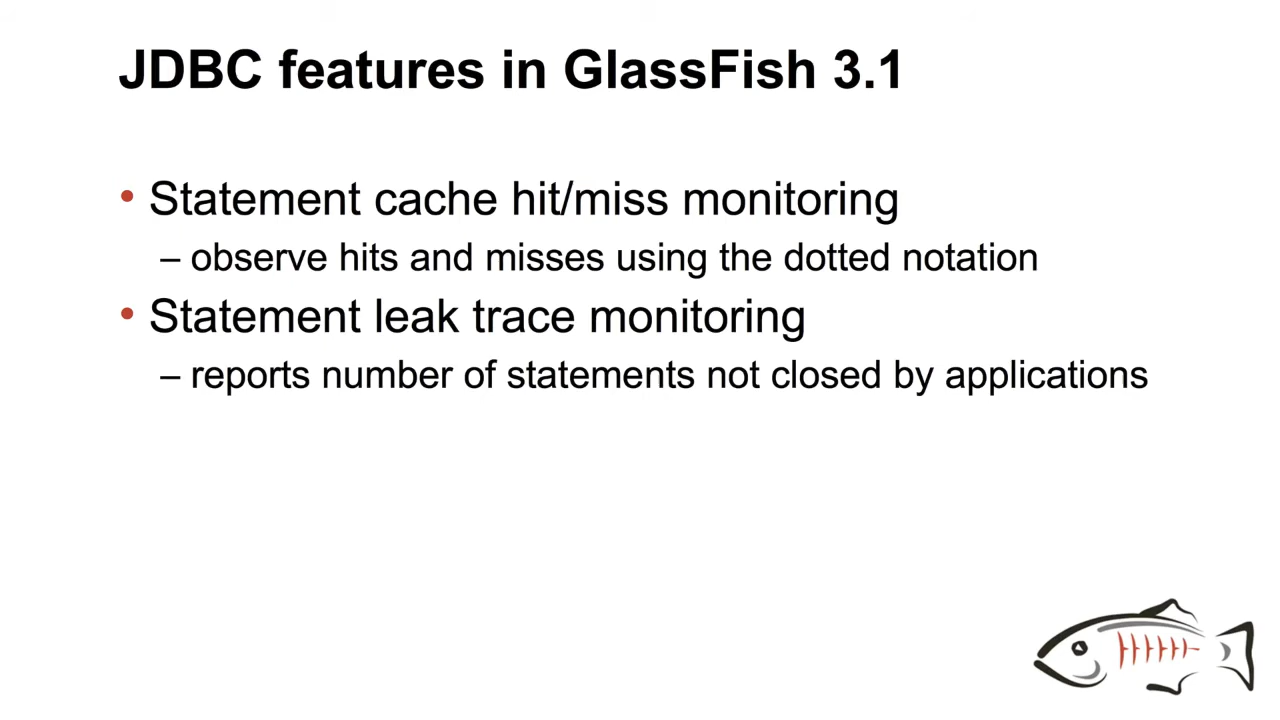 JDBC features in GlassFish 3.1
• Statement cache hit/miss monitoring
– observe hits and misses using the dotted notation
• Statement leak trace monitoring
– reports number of statements not closed by applications